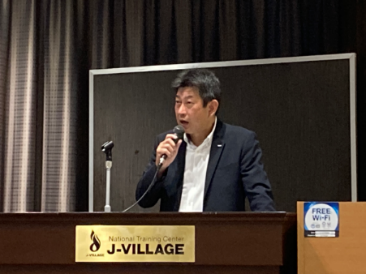 National Training Center
J-VILLAGE
FREE
Wi-Fi